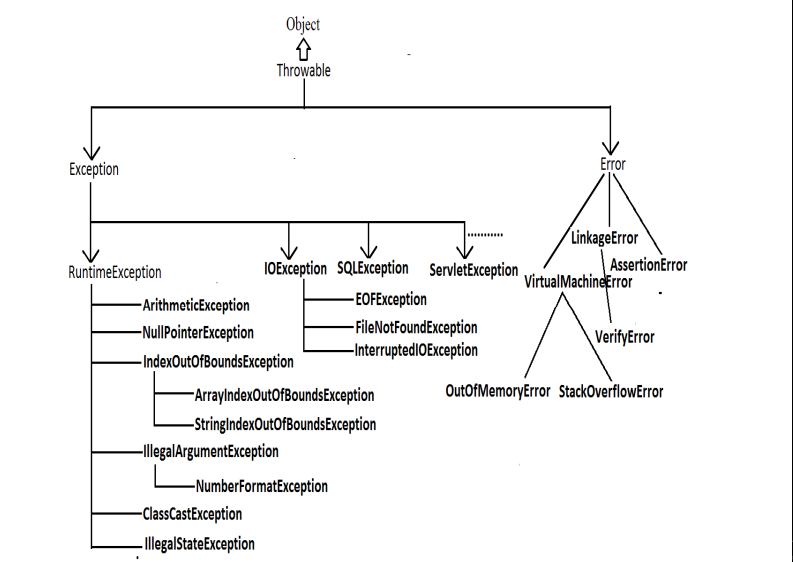 Object
Throwable
Exception
Error
RuntimeException
IOException
SQLException
ServletException
...........
LinkageError
AssertionError
VirtualMachineError
VerifyError
OutOfMemoryError
StackOverflowError
EOFException
FileNotFoundException
InterruptedIOException
ArithmeticException
NullPointerException
IndexOutOfBoundsException
ArrayIndexOutOfBoundsException
StringIndexOutOfBoundsException
IllegalArgumentException
NumberFormatException
ClassCastException
IllegalStateException